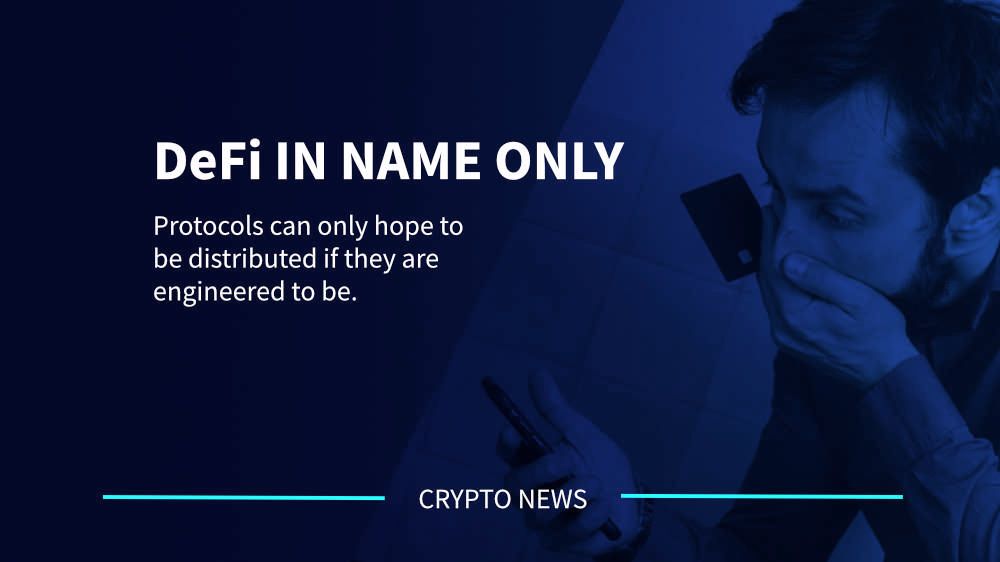 DeFi IN NAME ONLY
Protocols can only hope to
be distributed if they are
engineered to be.
CRYPTO NEWS